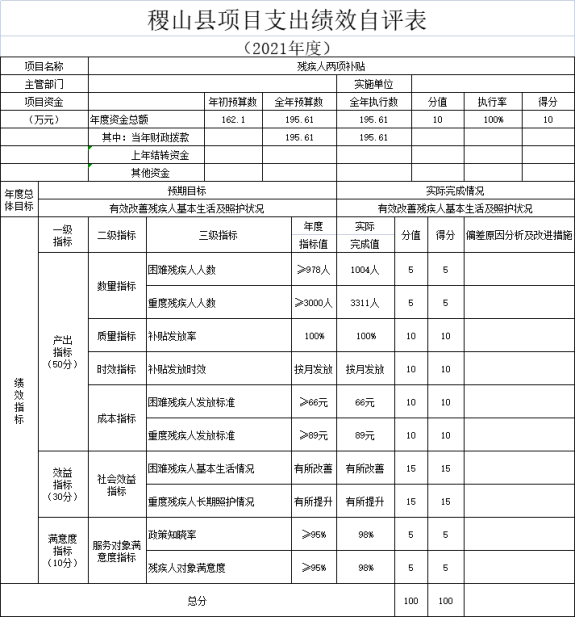 稷山县项目支出绩效自评表
（2021年度）
项目名称 残疾人两项补贴
主管部门 实施单位
项目资金 年初预算数 全年预算数 全年执行数 分值 执行率 得分
（万元） 年度资金总额 162.1 195.61 195.61 10 100% 10
其中：当年财政拨款 195.61 195.61
上年结转资金
其他资金
年度总体目标 预期目标 实际完成情况
有效改善残疾人基本生活及照护状况 有效改善残疾人基本生活及照护状况
绩效指标 一级指标 二级指标 三级指标 年度指标值 实际完成值 分值 得分 偏差原因分析及改进措施
产出指标（50分） 数量指标 困难残疾人人数 ≥978人 1004人 5 5
重度残疾人人数 ≥3000人 3311人 5 5
质量指标 补贴发放率 100% 100% 10 10
时效指标 补贴发放时效 按月发放 按月发放 10 10
成本指标 困难残疾人发放标准 ≥66元 66元 10 10
重度残疾人发放标准 ≥89元 89元 10 10
效益指标（30分） 社会效益指标 困难残疾人基本生活情况 有所改善 有所改善 15 15
重度残疾人长期照护情况 有所提升 有所提升 15 15
满意度指标（10分） 服务对象满意度指标 政策知晓率 ≥95% 98% 5 5
残疾人对象满意度 ≥95% 98% 5 5
总分 100 100